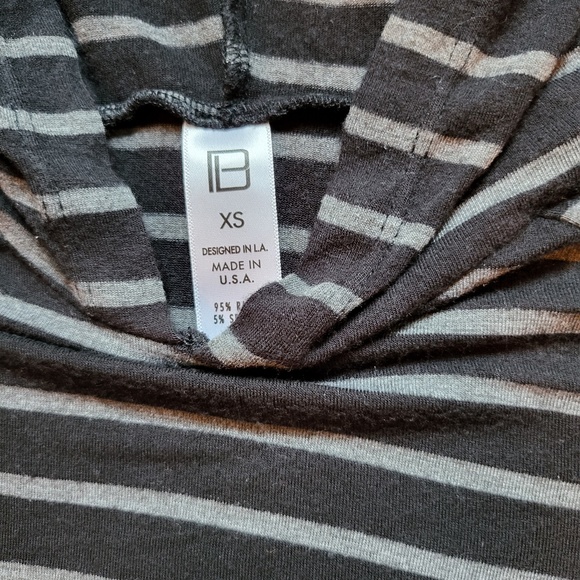 B
XS
DESIGNED IN L.A.
MADE IN
U.S.A.
95%
5%